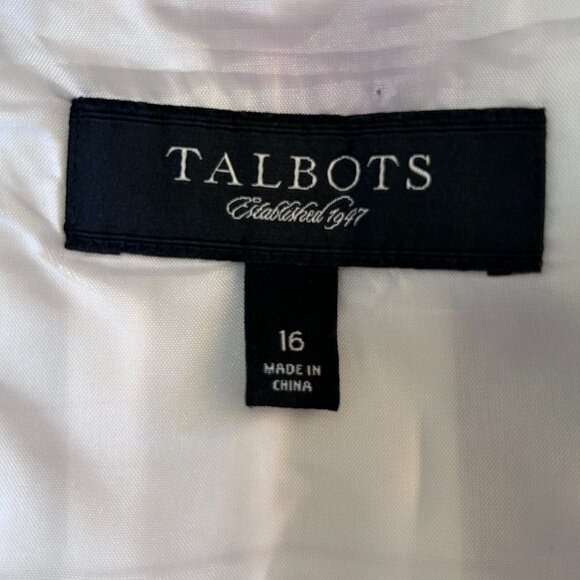 TALBOTS
Established 1947
16
MADE IN
CHINA